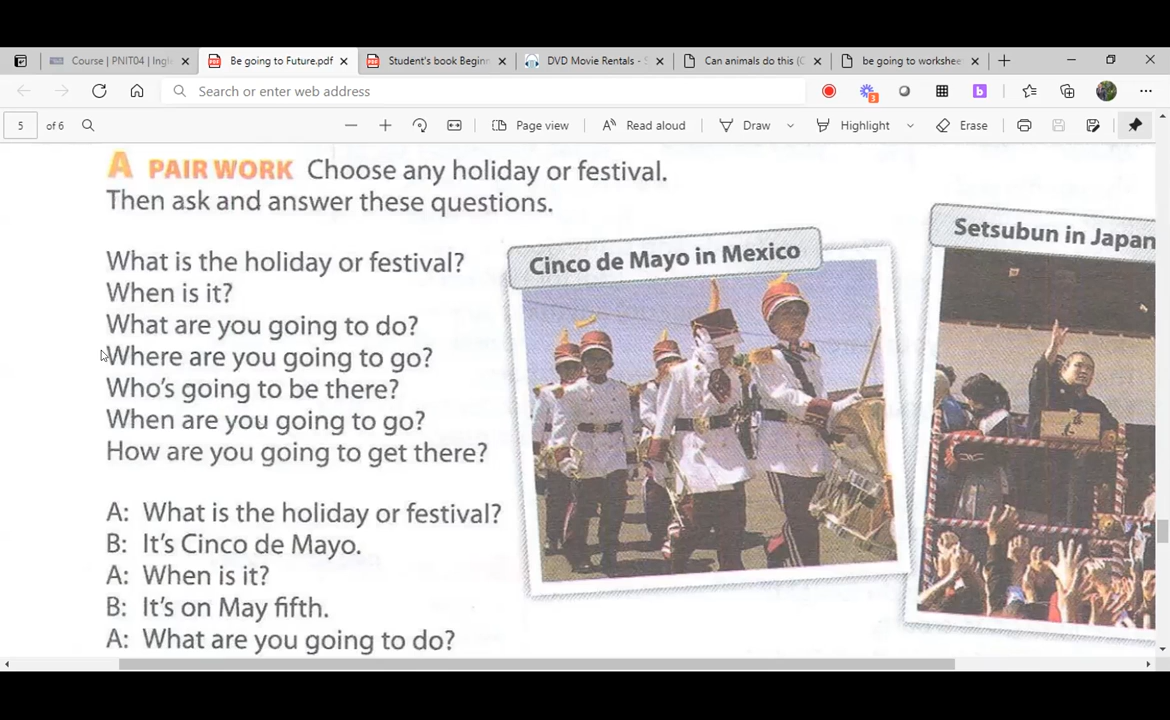 Course | PNIT04 | Ingl
Be going to Future.pdf
Student's book Beginn
DVD Movie Rentals - S
Can animals do this (C
be going to workshee
Search or enter web address
3
5 of 6
Page view
Read aloud
Draw
Highlight
Erase
A PAIR WORK Choose any holiday or festival.
Then ask and answer these questions.
What is the holiday or festival?
When is it?
What are you going to do?
Where are you going to go?
Who's going to be there?
When are you going to go?
How are you going to get there?
A: What is the holiday or festival?
B: It's Cinco de Mayo.
A: When is it?
B: It's on May fifth.
A: What are you going to do?
Cinco de Mayo in Mexico
Setsubun in Japan